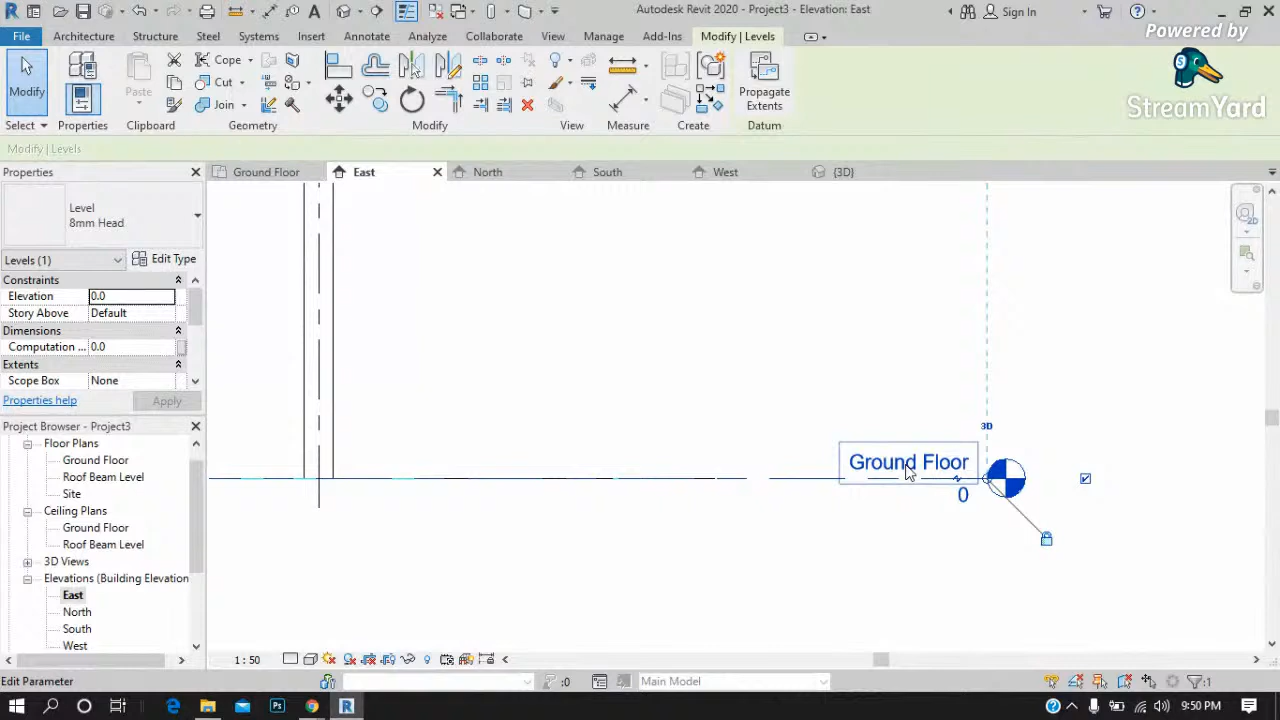 Autodesk Revit 2020 - Project3 - Elevation: East
Sign In
Powered by
StreamYard
File
Architecture
Structure
Steel
Systems
Insert
Annotate
Analyze
Collaborate
View
Manage
Add-Ins
Modify | Levels
Modify
Paste
Cope
Cut
Join
Propagate
Extents
Select
Properties
Clipboard
Geometry
Modify
View
Measure
Create
Datum
Modify | Levels
Properties
Ground Floor
East
North
South
West
{3D}
Level
8mm Head
Levels (1)
Edit Type
Constraints
Elevation
0.0
Story Above
Default
Dimensions
Computation ...
0.0
Extents
Scope Box
None
Properties help
Apply
Project Browser - Project3
Floor Plans
Ground Floor
Roof Beam Level
Site
Ceiling Plans
Ground Floor
Roof Beam Level
3D Views
Elevations (Building Elevation
East
North
South
West
2D
3D
Ground Floor
0
1 : 50
Edit Parameter
:0
Main Model
:1
9:50 PM